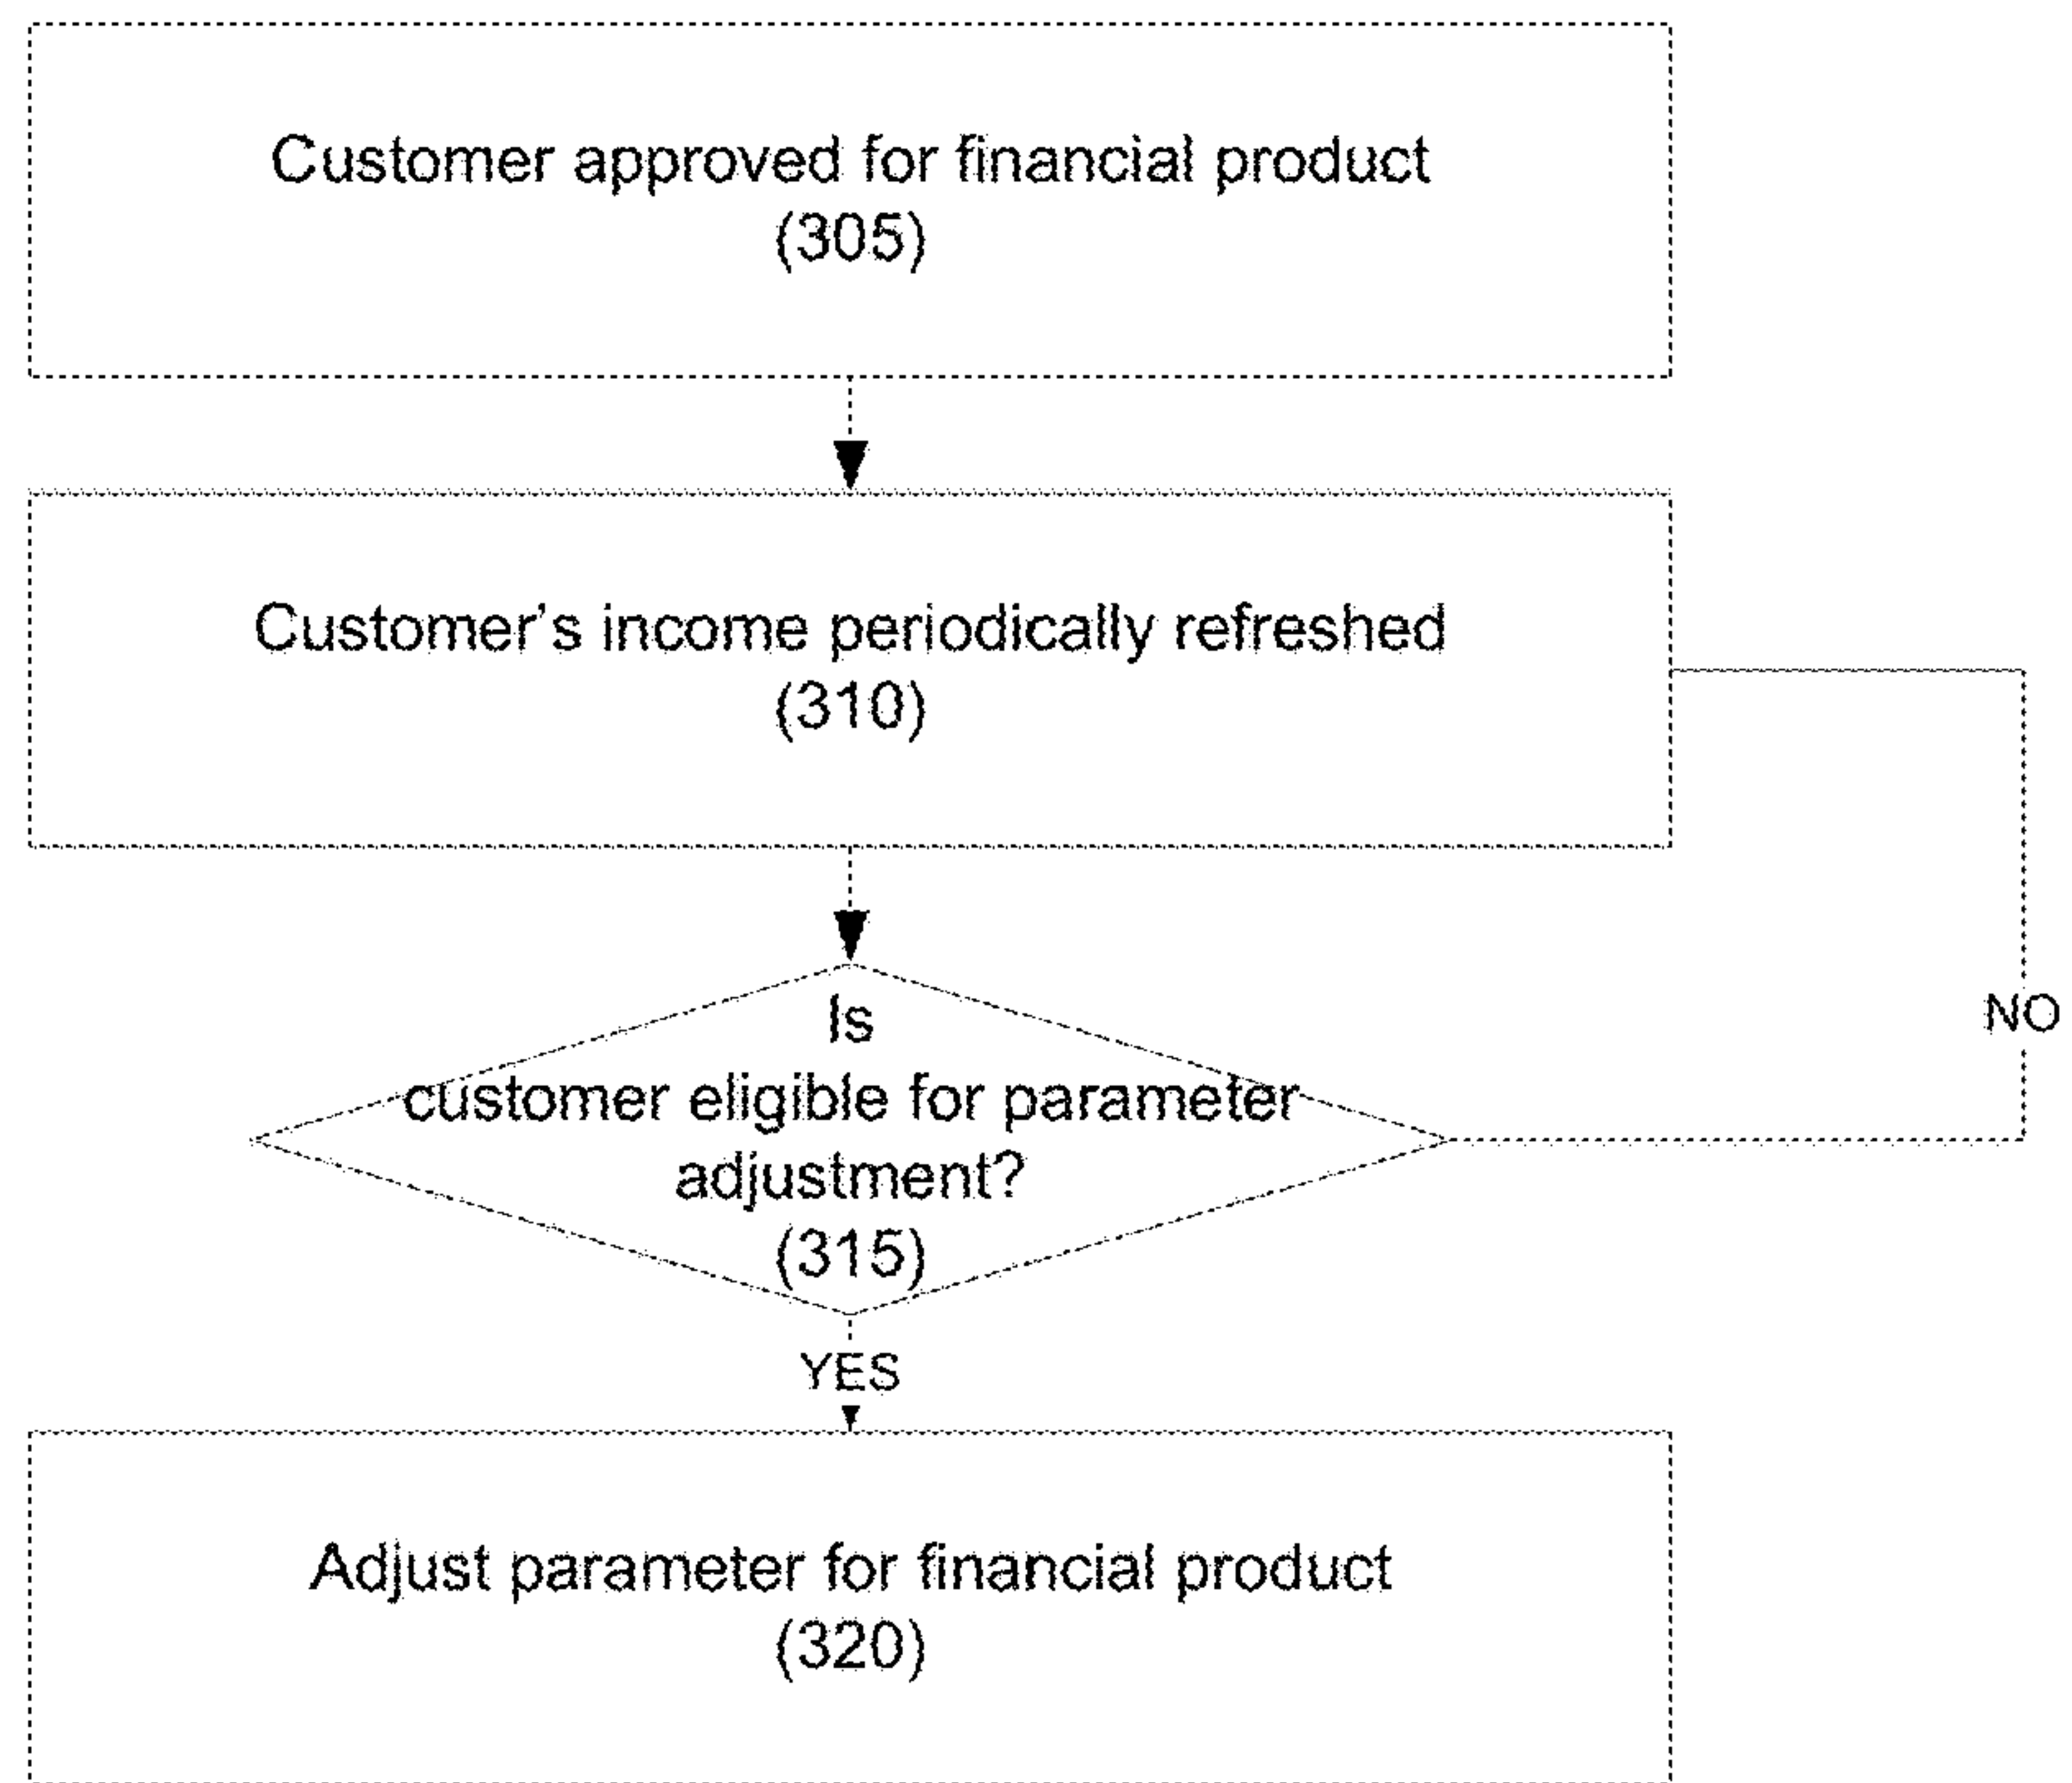 Customer approved for financial product
(305)
Customer's income periodically refreshed
(310)
Is
customer eligible for parameter
adjustment?
(315)
NO
YES
Adjust parameter for financial product
(320)